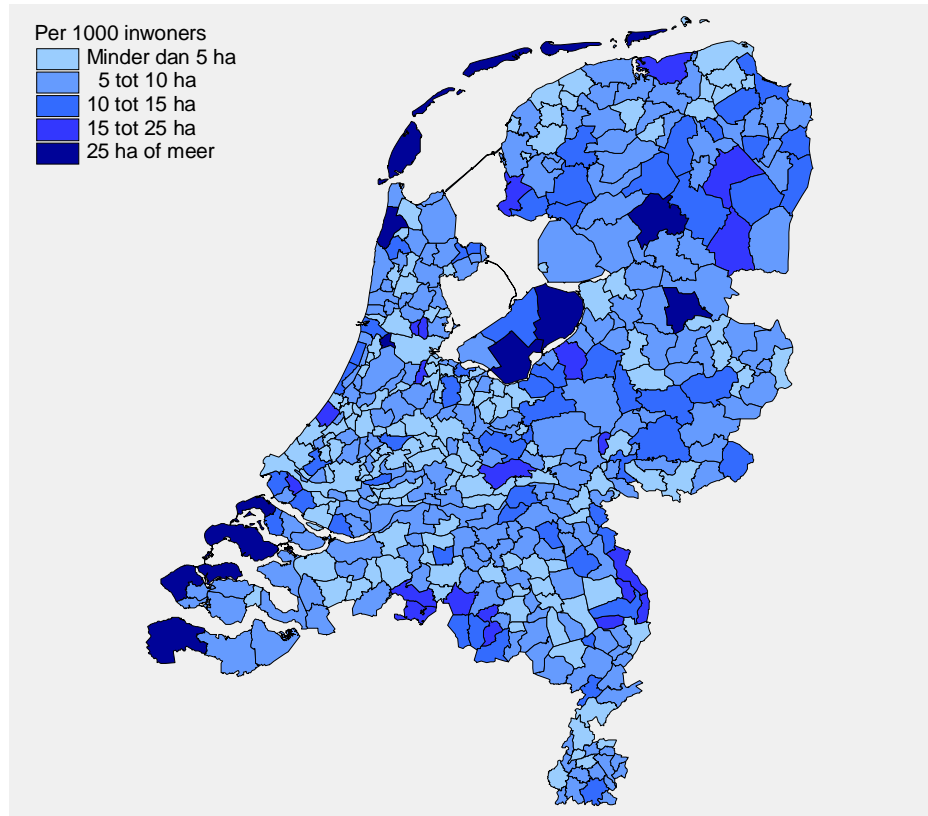 Per 1000 inwoners
Minder dan 5 ha
5 tot 10 ha
10 tot 15 ha
15 tot 25 ha
25 ha of meer